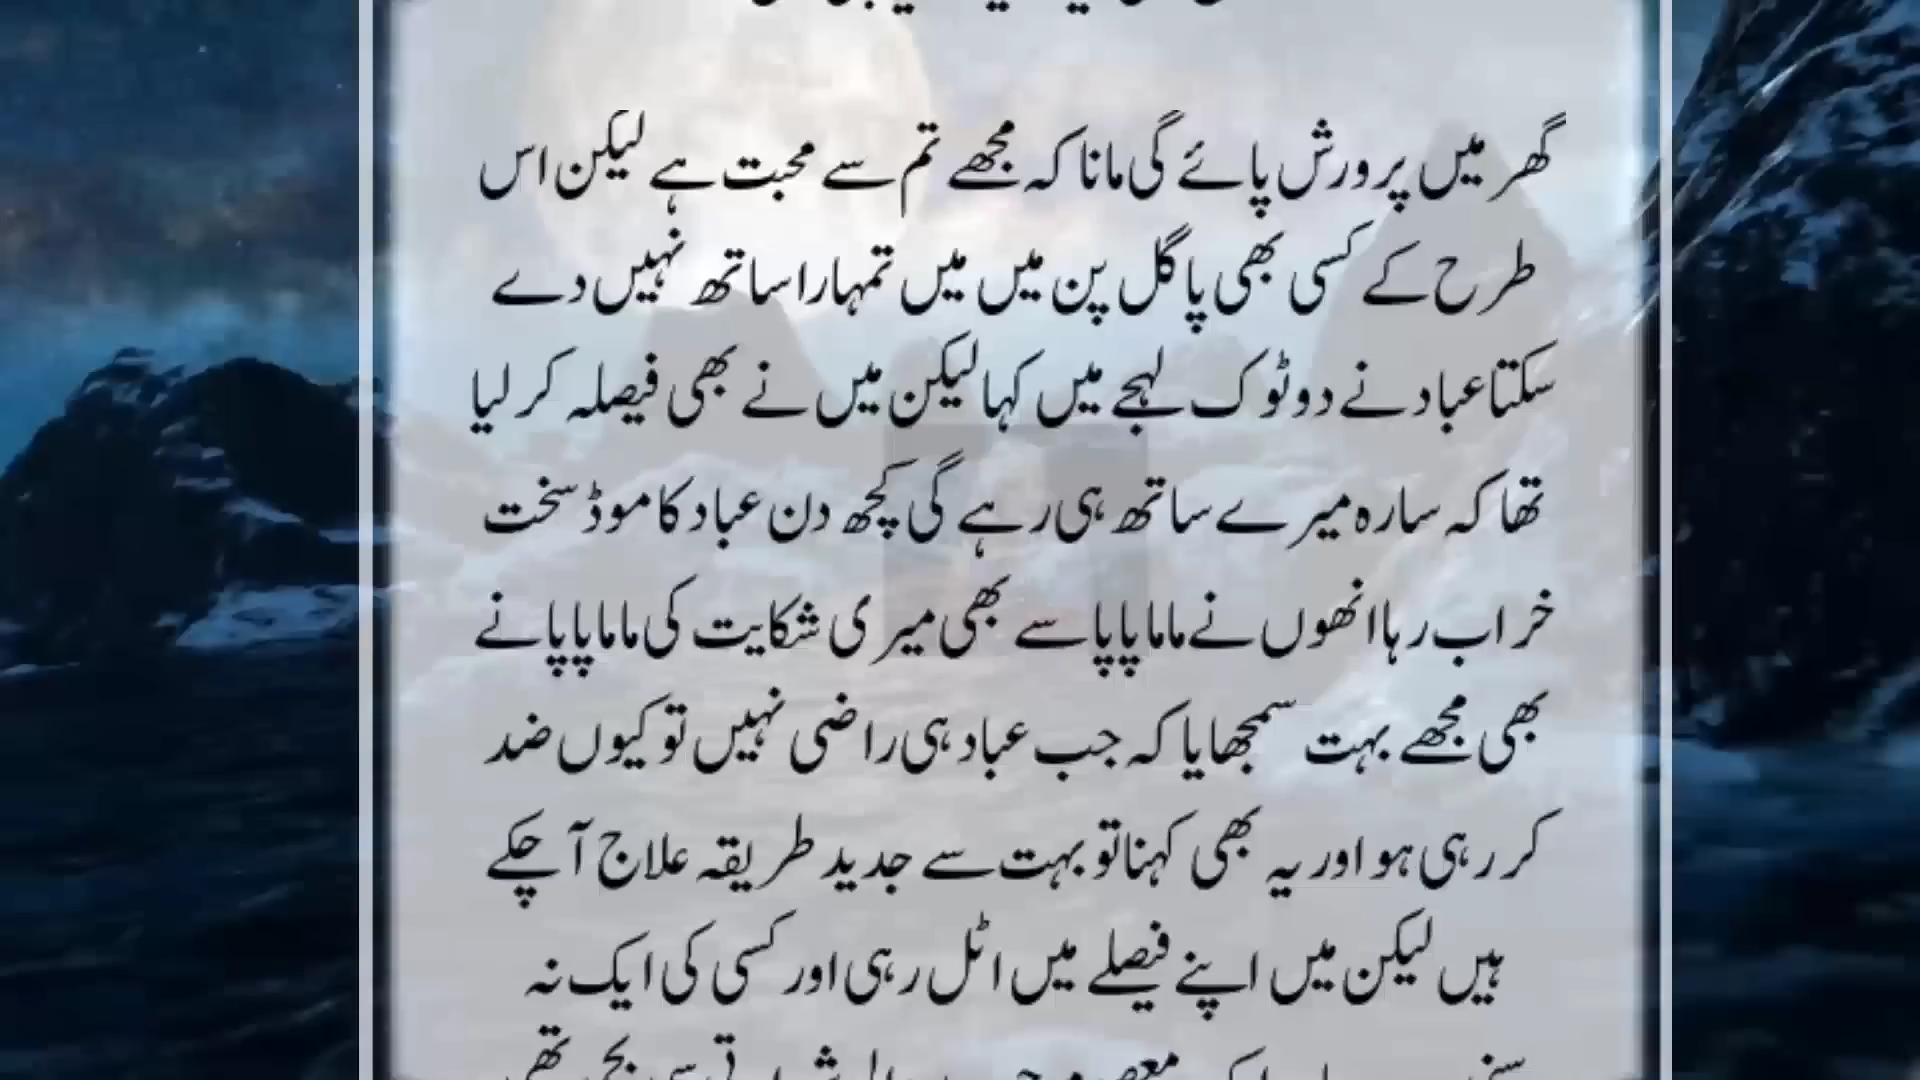 گھر میں پرورش پائے گی مانا کہ مجھے تم سے محبت ہے لیکن اس
طرح کے کسی بھی پاگل پن میں میں تمہارا ساتھ نہیں دے
سکتا عباد نے دو ٹوک لہجے میں کہا لیکن میں نے بھی فیصلہ کر لیا
تھا کہ سارہ میرے ساتھ ہی رہے گی کچھ دن عباد کا موڈ سخت
خراب رہا انھوں نے ماما پاپا سے بھی میری شکایت کی ماما پاپا نے
بھی مجھے بہت سمجھایا کہ جب عباد ہی راضی نہیں تو کیوں ضد
کر رہی ہو اور یہ بھی کہنا تو بہت سے جدید طریقہ علاج آ چکے
ہیں لیکن میں اپنے فیصلے میں اٹل رہی اور کسی کی ایک نہ